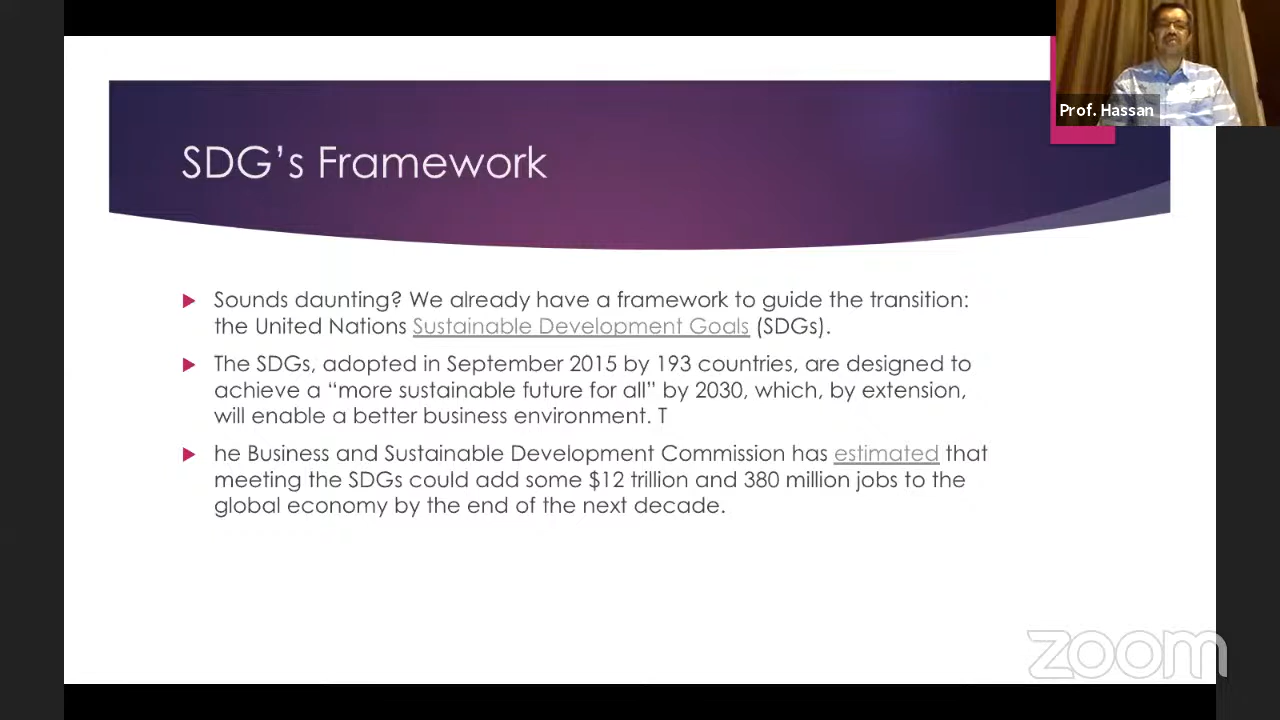 Prof. Hassan
SDG’s Framework
Sounds daunting? We already have a framework to guide the transition:
the United Nations Sustainable Development Goals (SDGs).
The SDGs, adopted in September 2015 by 193 countries, are designed to
achieve a “more sustainable future for all” by 2030, which, by extension,
will enable a better business environment. T
he Business and Sustainable Development Commission has estimated that
meeting the SDGs could add some $12 trillion and 380 million jobs to the
global economy by the end of the next decade.
zoom